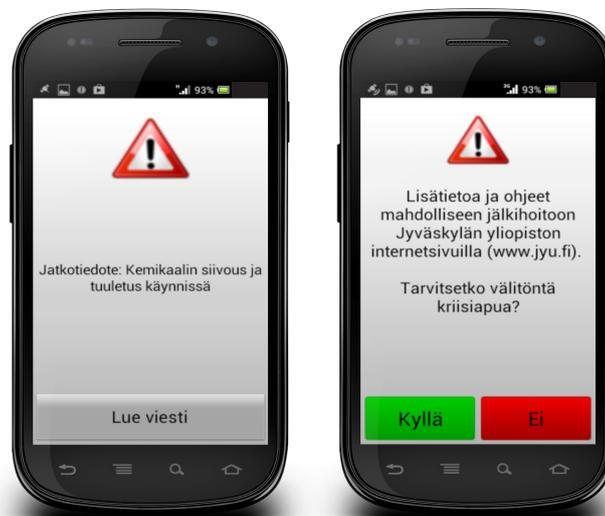 H 93%
Jatkotiedote: Kemikaalin siivous ja
tuuletus käynnissä
Lue viesti
3G 93%
Lisätietoa ja ohjeet
mahdolliseen jälkihoitoon
Jyväskylän yliopiston
internetsivuilla (www.jyu.fi).
Tarvitsetko välitöntä
kriisiapua?
Kyllä
Ei